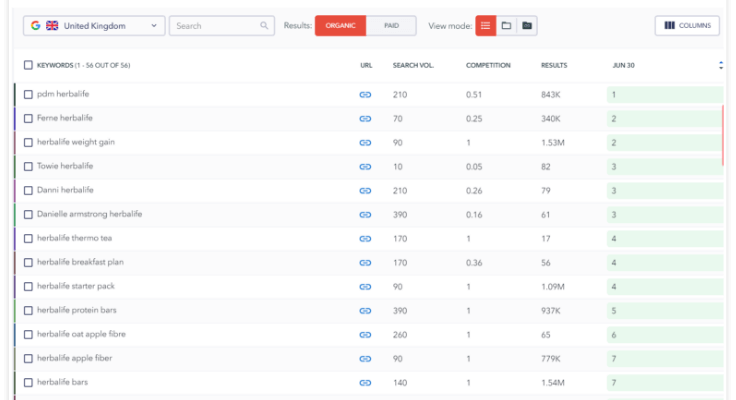 United Kingdom Search Results: ORGANIC PAID View mode: COLUMNS
KEYWORDS (1 - 56 OUT OF 56) URL SEARCH VOL. COMPETITION RESULTS JUN 30
pdm herbalife 210 0.51 843K 1
Ferne herbalife 70 0.25 340K 2
herbalife weight gain 90 1 1.53M 2
Towie herbalife 10 0.05 82 3
Danni herbalife 210 0.26 79 3
Danielle armstrong herbalife 390 0.16 61 3
herbalife thermo tea 170 1 17 4
herbalife breakfast plan 170 0.36 56 4
herbalife starter pack 90 1 1.09M 4
herbalife protein bars 390 1 937K 5
herbalife oat apple fibre 260 1 65 6
herbalife apple fiber 90 1 779K 7
herbalife bars 140 1 1.54M 7